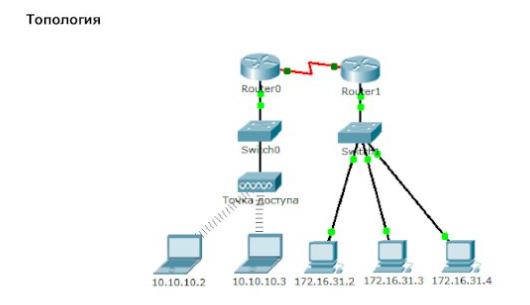 Топология
Router0
Router1
Switch0
Точка доступа
10.10.10.2
10.10.10.3
172.16.31.2
172.16.31.3
172.16.31.4